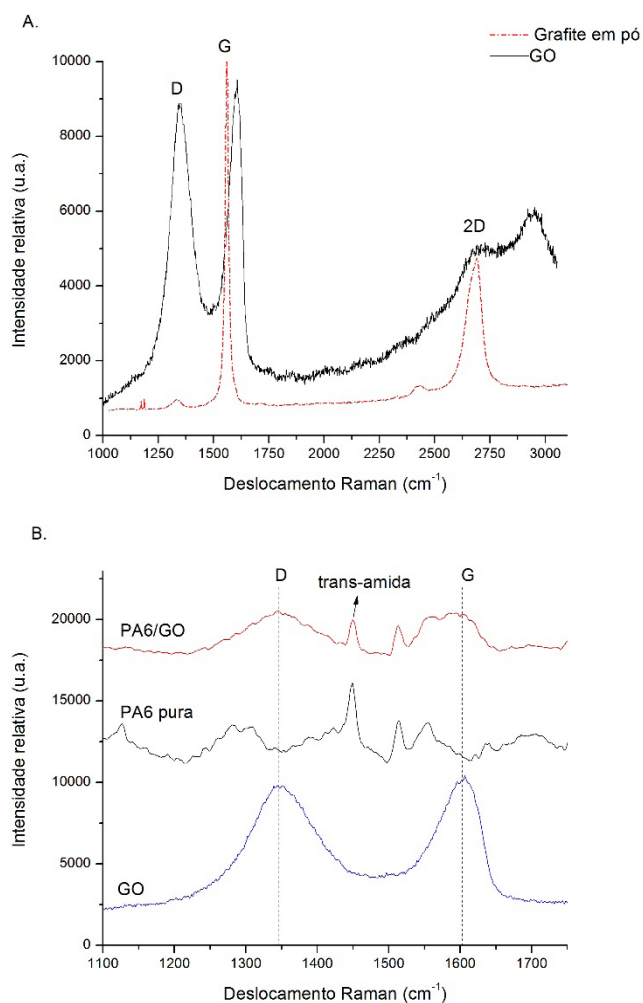 A.
G
D
2D
Grafite em pó
GO
10000
8000
6000
4000
2000
0
Intensidade relativa (u.a.)
1000 1250 1500 1750 2000 2250 2500 2750 3000
Deslocamento Raman (cm⁻¹)
B.
D
trans-amida
G
PA6/GO
PA6 pura
GO
20000
15000
10000
5000
0
Intensidade relativa (u.a.)
1100 1200 1300 1400 1500 1600 1700
Deslocamento Raman (cm⁻¹)